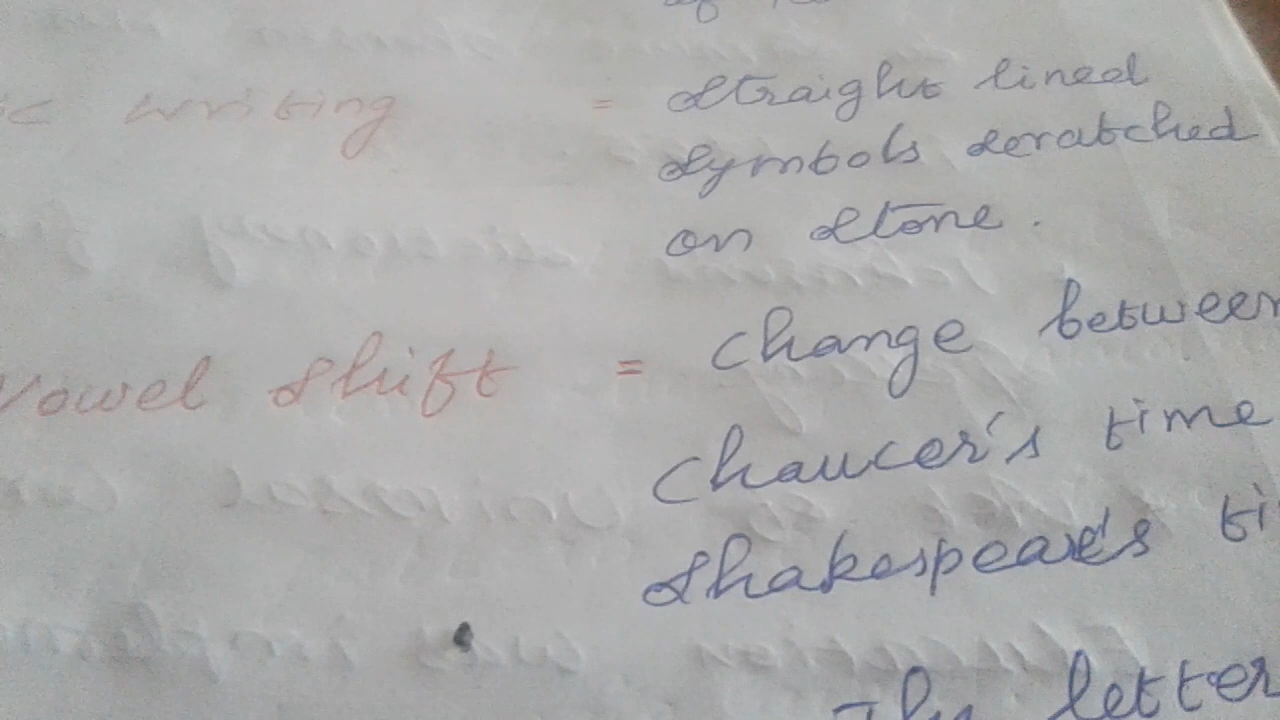 writing = straight lined
symbols scratched
on stone.
Vowel shift = change between
Chaucer's time
Shakespeare's
letter